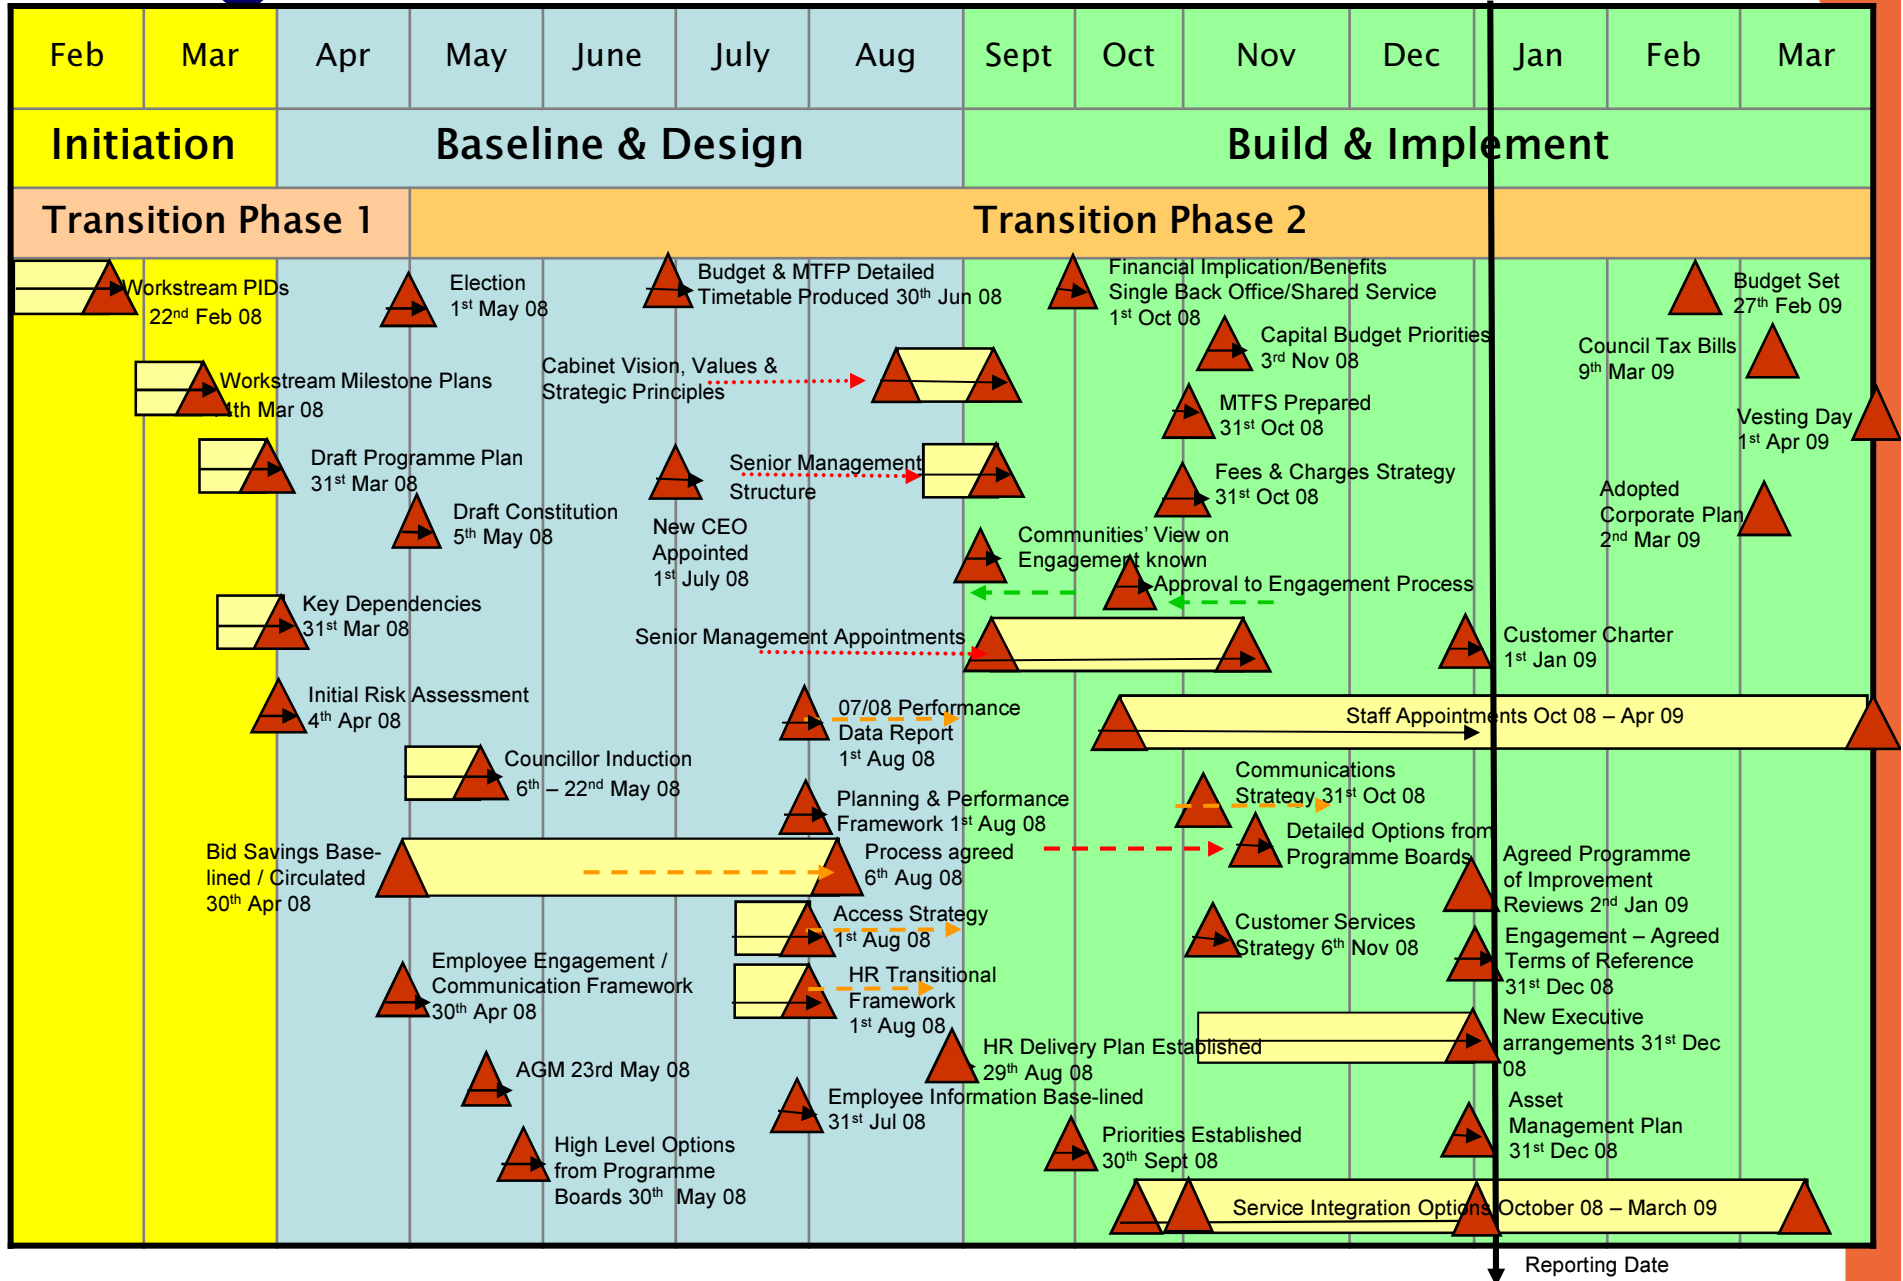 Feb Mar Apr May June July Aug Sept Oct Nov Dec Jan Feb Mar
Initiation Baseline & Design Build & Implement
Transition Phase 1 Transition Phase 2
Workstream PIDs
22nd Feb 08
Election
1st May 08
Budget & MTFP Detailed
Timetable Produced 30th Jun 08
Financial Implication/Benefits
Single Back Office/Shared Service
1st Oct 08
Budget Set
27th Feb 09
Capital Budget Priorities
3rd Nov 08
Council Tax Bills
9th Mar 09
Workstream Milestone Plans
14th Mar 08
Cabinet Vision, Values &
Strategic Principles
MTFS Prepared
31st Oct 08
Vesting Day
1st Apr 09
Draft Programme Plan
31st Mar 08
Senior Management
Structure
Fees & Charges Strategy
31st Oct 08
Adopted
Corporate Plan
2nd Mar 09
Draft Constitution
5th May 08
New CEO
Appointed
1st July 08
Communities' View on
Engagement known
Approval to Engagement Process
Key Dependencies
31st Mar 08
Senior Management Appointments
Customer Charter
1st Jan 09
Initial Risk Assessment
4th Apr 08
07/08 Performance
Data Report
1st Aug 08
Staff Appointments Oct 08 – Apr 09
Councillor Induction
6th – 22nd May 08
Communications
Strategy 31st Oct 08
Planning & Performance
Framework 1st Aug 08
Detailed Options from
Programme Boards
Bid Savings Base-
lined / Circulated
30th Apr 08
Process agreed
6th Aug 08
Agreed Programme
of Improvement
Reviews 2nd Jan 09
Access Strategy
1st Aug 08
Customer Services
Strategy 6th Nov 08
Engagement – Agreed
Terms of Reference
31st Dec 08
Employee Engagement /
Communication Framework
30th Apr 08
HR Transitional
Framework
1st Aug 08
New Executive
arrangements 31st Dec
08
HR Delivery Plan Established
29th Aug 08
AGM 23rd May 08
Employee Information Base-lined
31st Jul 08
Asset
Management Plan
31st Dec 08
High Level Options
from Programme
Boards 30th May 08
Priorities Established
30th Sept 08
Service Integration Options October 08 – March 09
Reporting Date